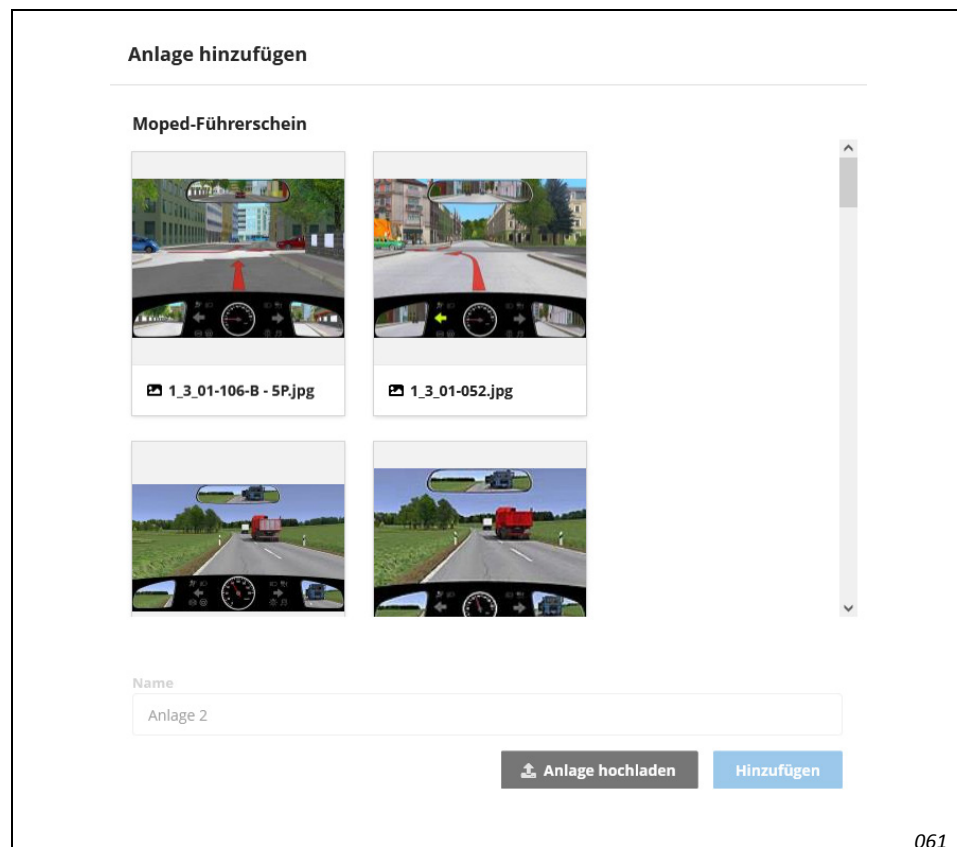 Anlage hinzufügen
Moped-Führerschein
1_3_01-106-B - 5P.jpg
1_3_01-052.jpg
Name
Anlage 2
Anlage hochladen
Hinzufügen
061